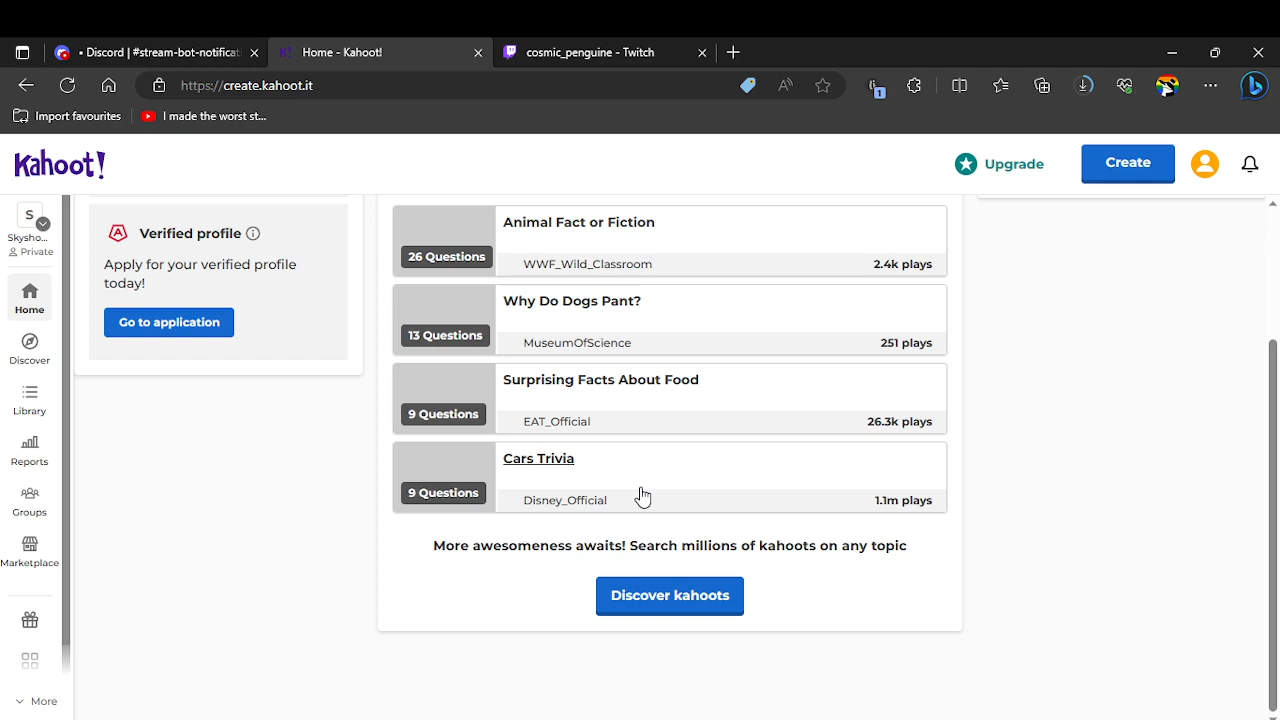 • Discord | #stream-bot-notificati
Home - Kahoot!
cosmic_penguine - Twitch
https://create.kahoot.it
1
Import favourites
I made the worst st...
Kahoot!
Upgrade
Create
S
Skysho...
Private
Home
Discover
Library
Reports
Groups
Marketplace
More
Verified profile
Apply for your verified profile
today!
Go to application
Animal Fact or Fiction
26 Questions
WWF_Wild_Classroom
2.4k plays
Why Do Dogs Pant?
13 Questions
MuseumOfScience
251 plays
Surprising Facts About Food
9 Questions
EAT_Official
26.3k plays
Cars Trivia
9 Questions
Disney_Official
1.1m plays
More awesomeness awaits! Search millions of kahoots on any topic
Discover kahoots